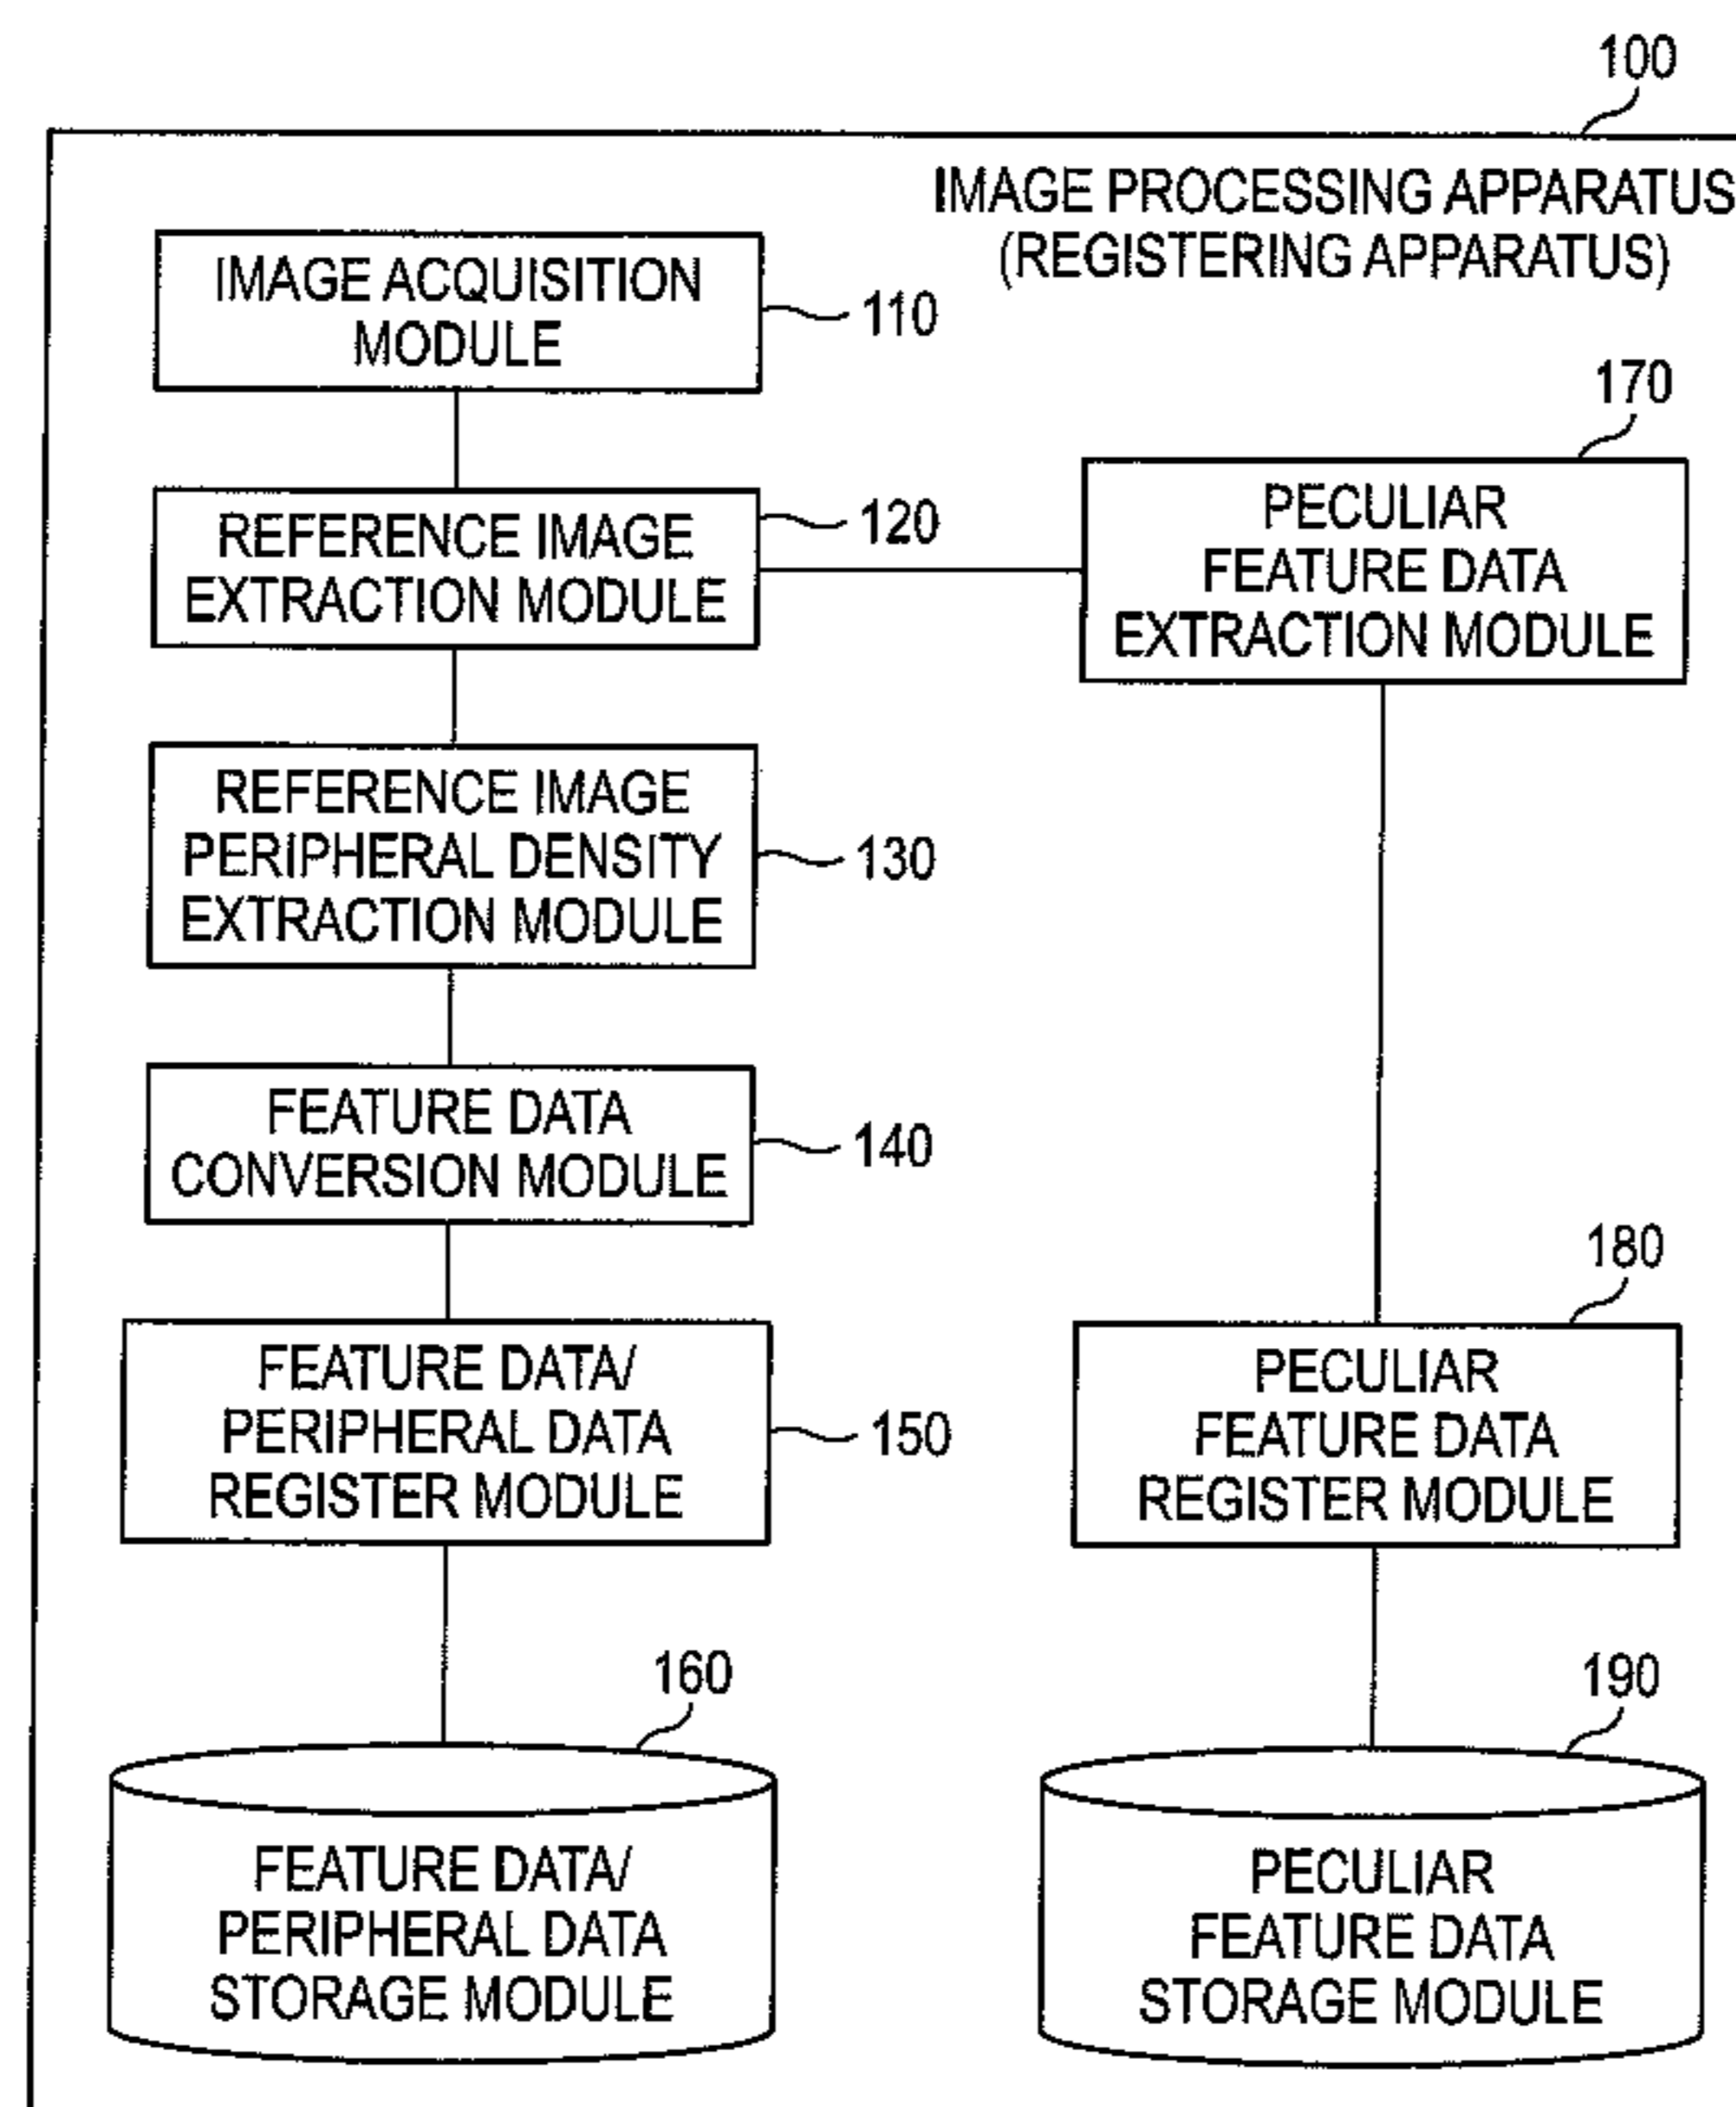 100
IMAGE PROCESSING APPARATUS
(REGISTERING APPARATUS)
IMAGE ACQUISITION
MODULE
110
170
REFERENCE IMAGE
EXTRACTION MODULE
120
PECULIAR
FEATURE DATA
EXTRACTION MODULE
REFERENCE IMAGE
PERIPHERAL DENSITY
EXTRACTION MODULE
130
FEATURE DATA
CONVERSION MODULE
140
180
FEATURE DATA/
PERIPHERAL DATA
REGISTER MODULE
150
PECULIAR
FEATURE DATA
REGISTER MODULE
160
190
FEATURE DATA/
PERIPHERAL DATA
STORAGE MODULE
PECULIAR
FEATURE DATA
STORAGE MODULE